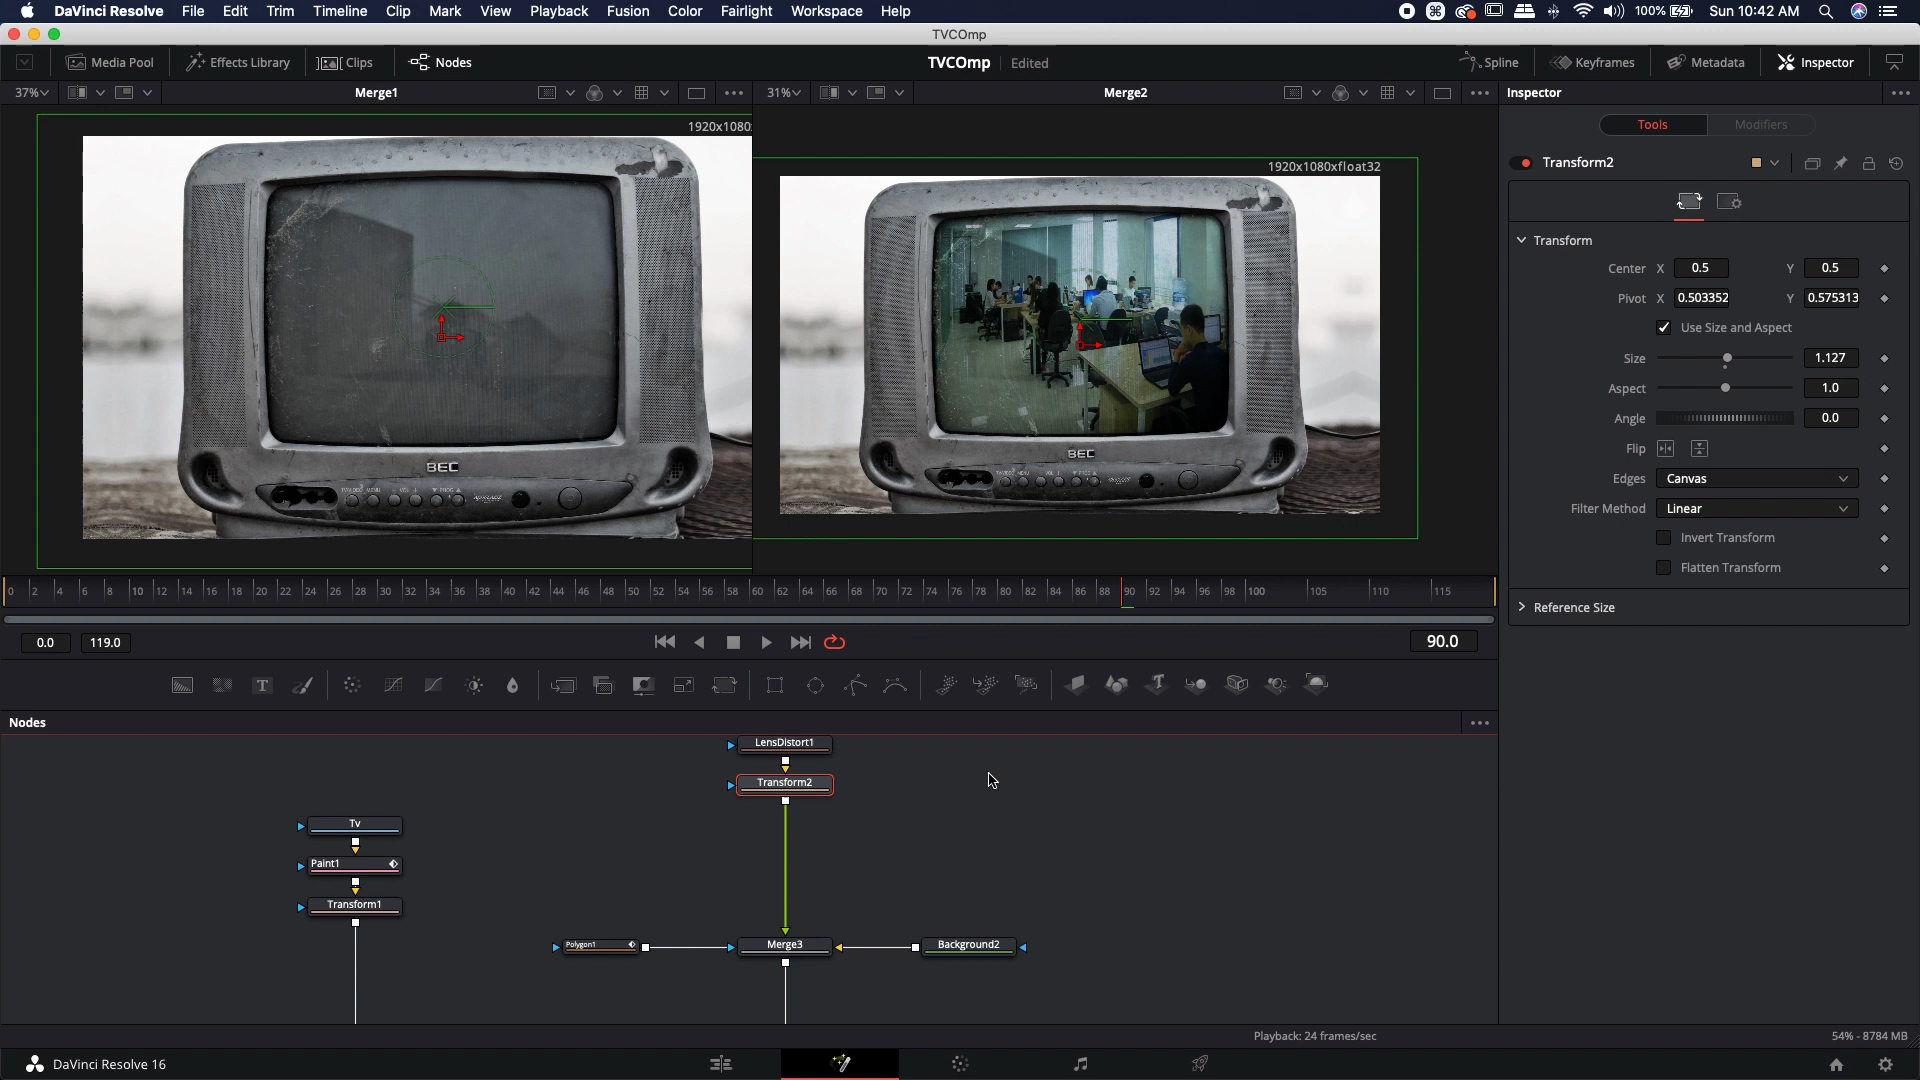 DaVinci Resolve File Edit Trim Timeline Clip Mark View Playback Fusion Color Fairlight Workspace Help 100% Sun 10:42 AM
TVCOmp
Media Pool Effects Library Clips Nodes TVCOmp Edited Spline Keyframes Metadata Inspector
37% Merge1 31% Merge2 Inspector
1920x1080
1920x1080xfloat32
Tools Modifiers
Transform2
Transform
Center X 0.5 Y 0.5
Pivot X 0.503352 Y 0.575313
Use Size and Aspect
Size 1.127
Aspect 1.0
Angle 0.0
Flip
Edges Canvas
Filter Method Linear
Invert Transform
Flatten Transform
Reference Size
BEC
BEC
0 2 4 6 8 10 12 14 16 18 20 22 24 26 28 30 32 34 36 38 40 42 44 46 48 50 52 54 56 58 60 62 64 66 68 70 72 74 76 78 80 82 84 86 88 90 92 94 96 98 100 105 110 115
0.0 119.0 90.0
Nodes
LensDistort1
Transform2
Tv
Paint1
Transform1
Polygon1 Merge3 Background2
Playback: 24 frames/sec 54% - 8784 MB
DaVinci Resolve 16